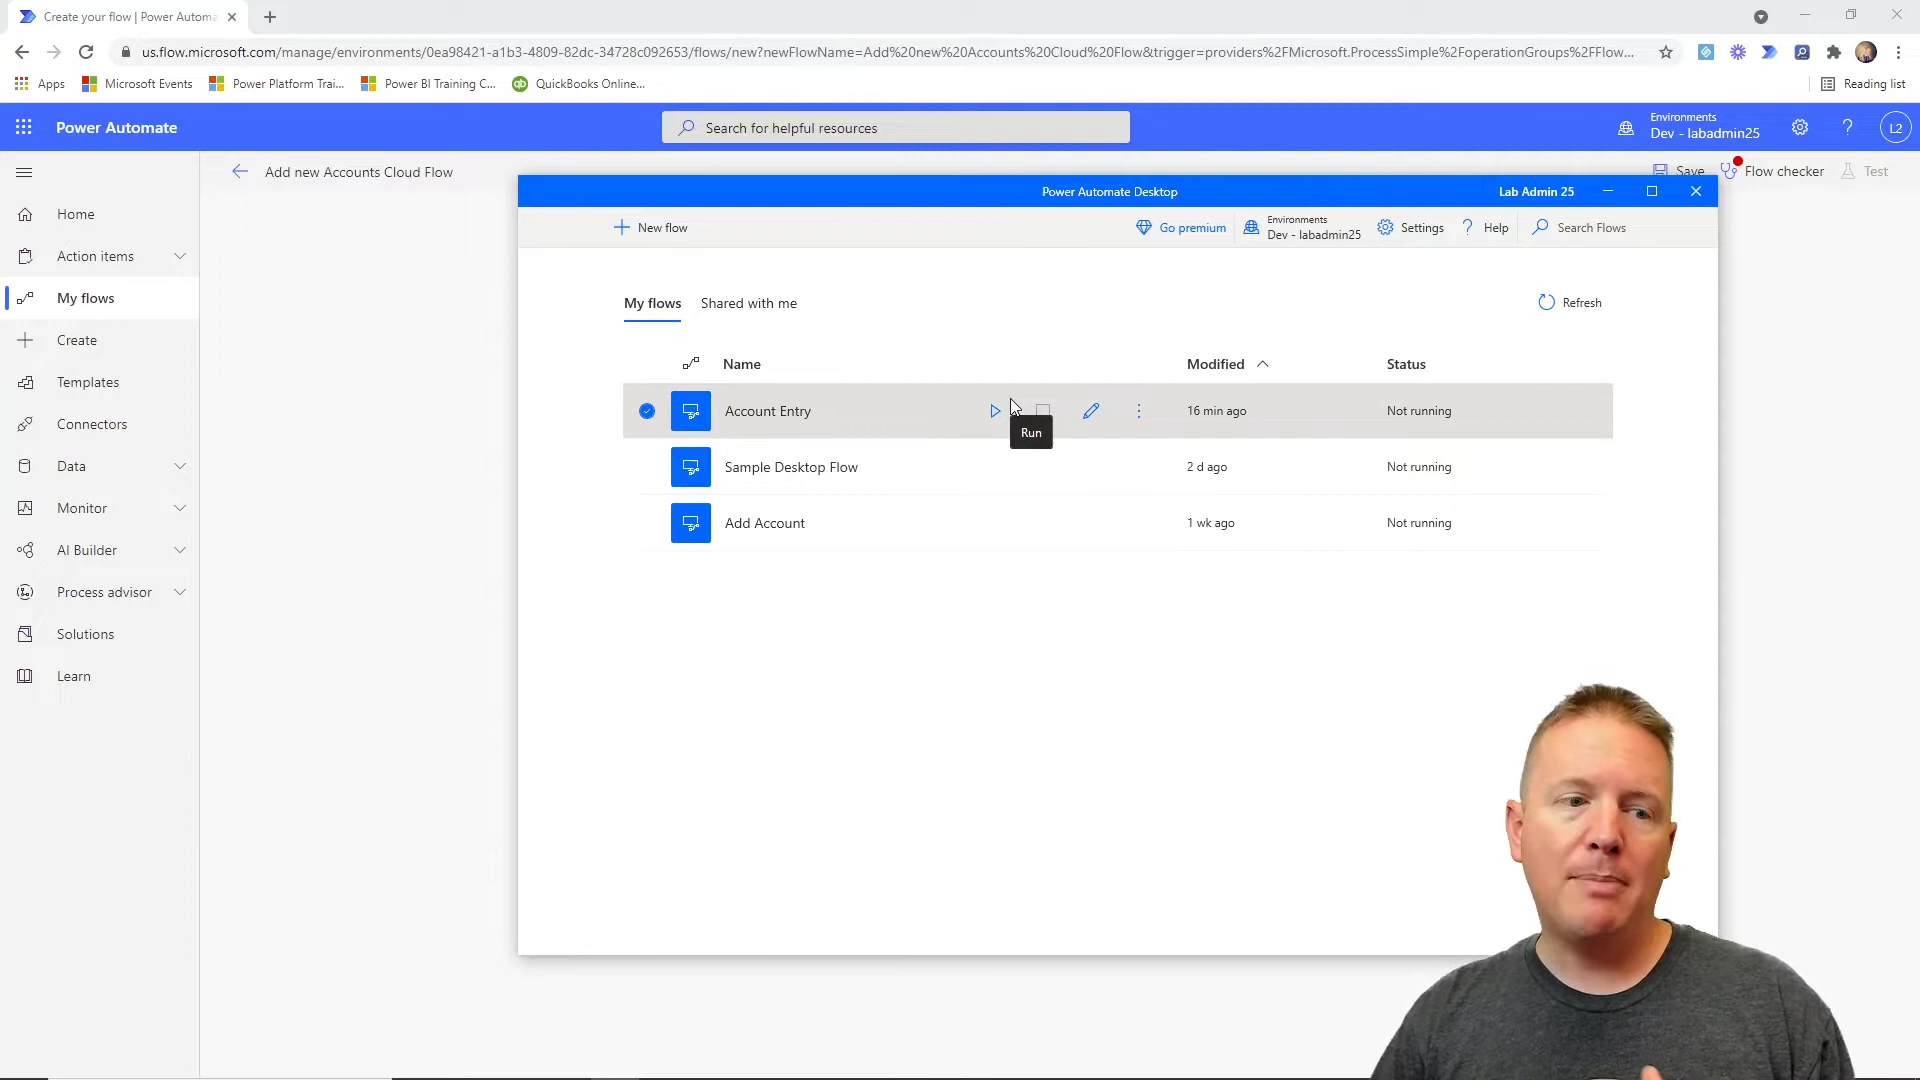 Create your flow | Power Automa
us.flow.microsoft.com/manage/environments/0ea98421-a1b3-4809-82dc-34728c092653/flows/new?newFlowName=Add%20new%20Accounts%20Cloud%20Flow&trigger=providers%2FMicrosoft.ProcessSimple%2FoperationGroups%2FFlow...
Apps
Microsoft Events
Power Platform Trai...
Power BI Training C...
QuickBooks Online...
Reading list
Power Automate
Search for helpful resources
Environments
Dev - labadmin25
L2
Add new Accounts Cloud Flow
Save
Flow checker
Test
Home
Action items
My flows
Create
Templates
Connectors
Data
Monitor
AI Builder
Process advisor
Solutions
Learn
Power Automate Desktop
Lab Admin 25
New flow
Go premium
Environments
Dev - labadmin25
Settings
Help
Search Flows
My flows
Shared with me
Refresh
Name
Modified
Status
Account Entry
16 min ago
Not running
Run
Sample Desktop Flow
2 d ago
Not running
Add Account
1 wk ago
Not running